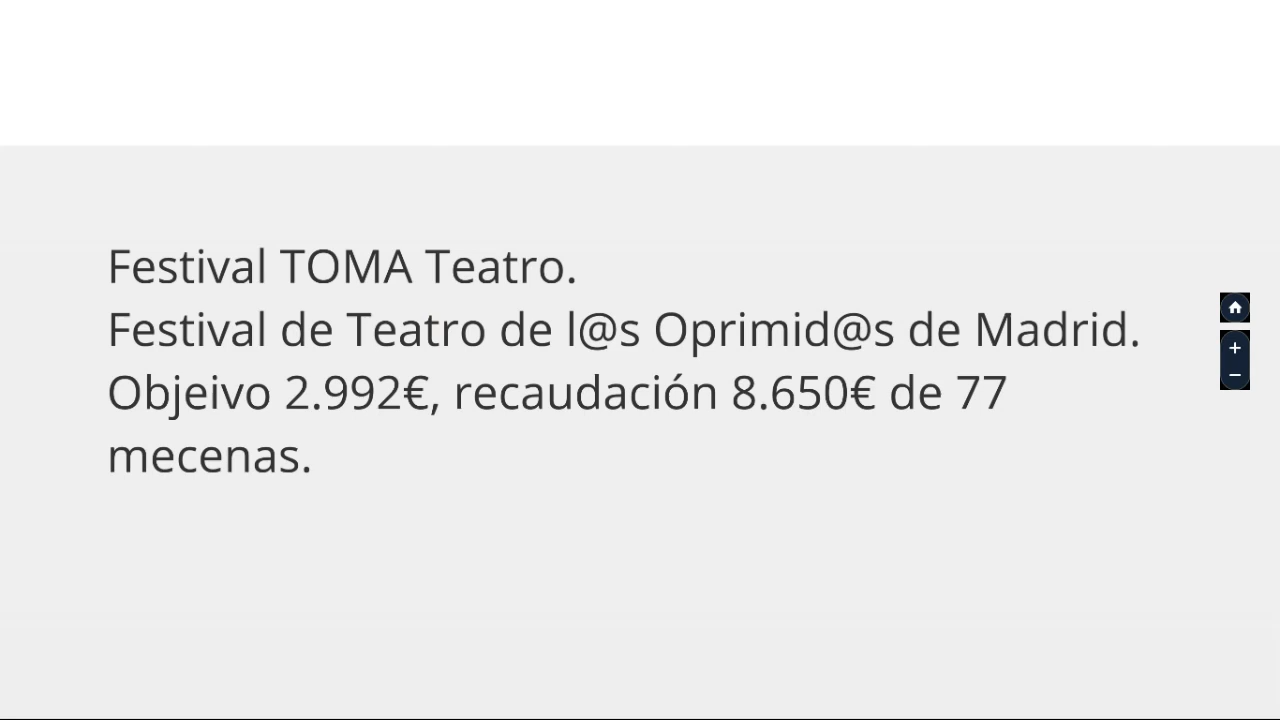 Festival TOMA Teatro.
Festival de Teatro de l@s Oprimid@s de Madrid.
Objeivo 2.992€, recaudación 8.650€ de 77
mecenas.